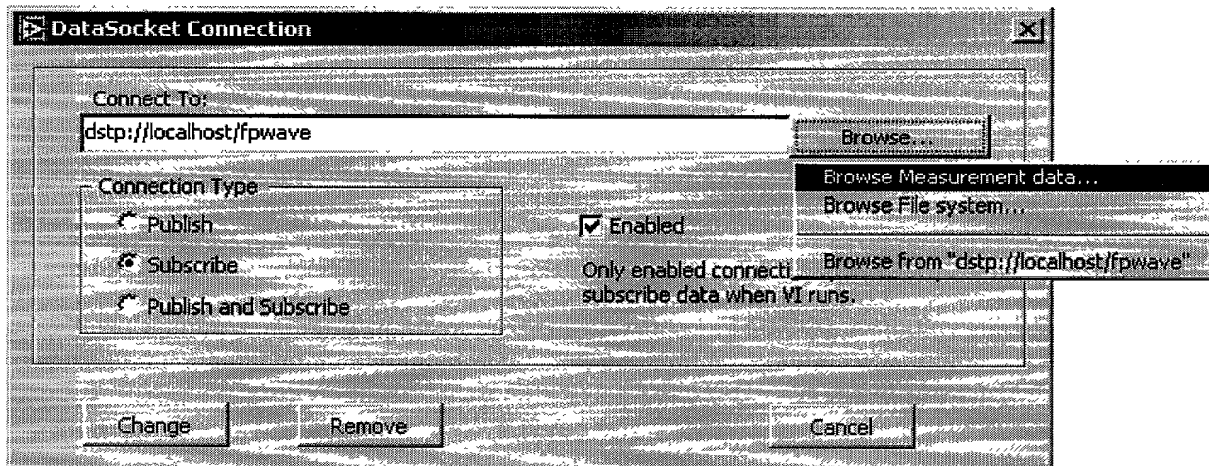 DataSocket Connection
Connect To:
dstp://localhost/fpwave
Browse...
Browse Measurement data...
Browse File system...
Browse from "dstp://localhost/fpwave"
Connection Type
Publish
Subscribe
Publish and Subscribe
Enabled
Only enabled connecti
subscribe data when VI runs.
Change
Remove
Cancel